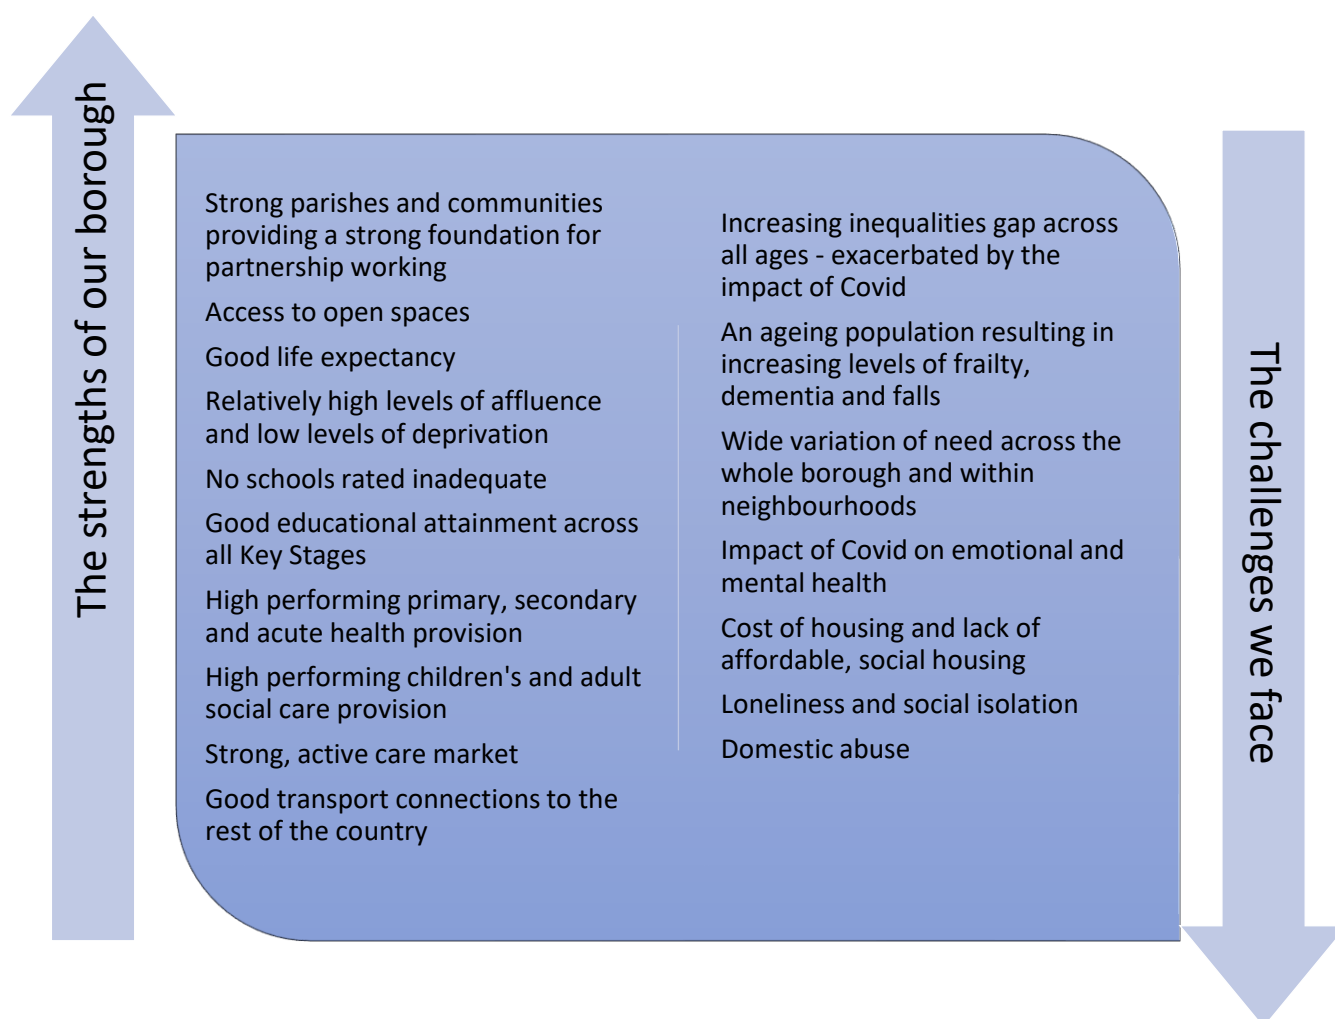 The strengths of our borough
Strong parishes and communities
providing a strong foundation for
partnership working
Access to open spaces
Good life expectancy
Relatively high levels of affluence
and low levels of deprivation
No schools rated inadequate
Good educational attainment across
all Key Stages
High performing primary, secondary
and acute health provision
High performing children's and adult
social care provision
Strong, active care market
Good transport connections to the
rest of the country
Increasing inequalities gap across
all ages - exacerbated by the
impact of Covid
An ageing population resulting in
increasing levels of frailty,
dementia and falls
Wide variation of need across the
whole borough and within
neighbourhoods
Impact of Covid on emotional and
mental health
Cost of housing and lack of
affordable, social housing
Loneliness and social isolation
Domestic abuse
The challenges we face